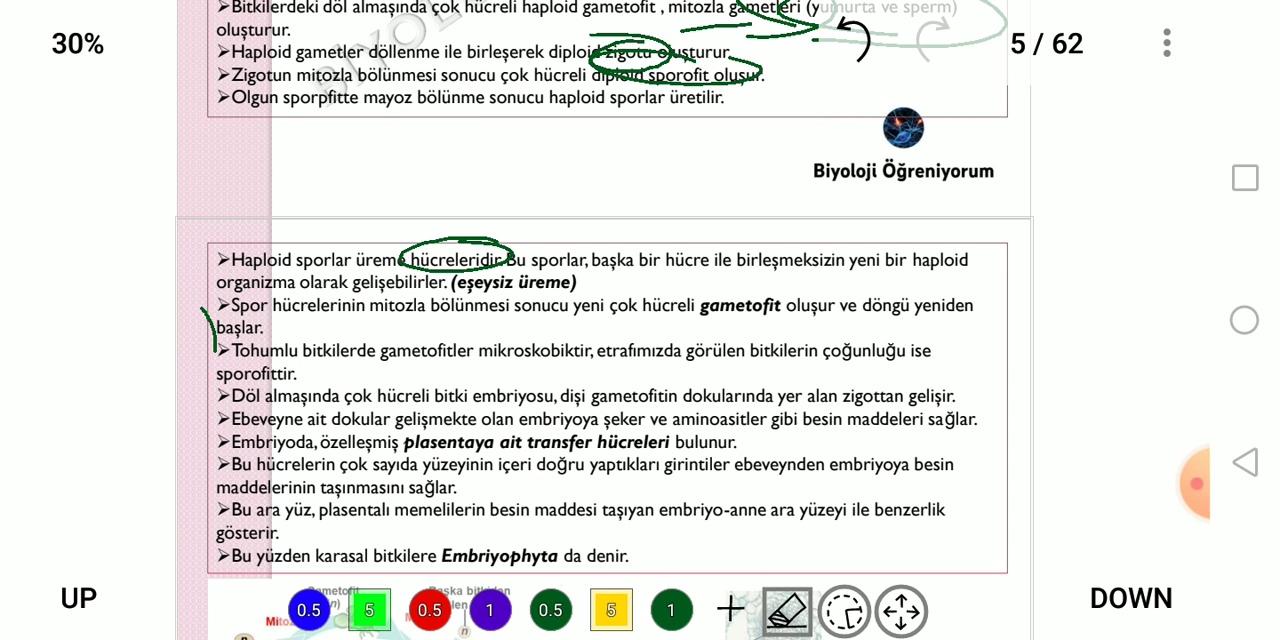 ➢Bitkilerdeki döl almaşında çok hücreli haploid gametofit , mitozla gametleri (yumurta ve sperm)
oluşturur.
➢Haploid gametler döllenme ile birleşerek diploid zigotu oluşturur.
➢Zigotun mitozla bölünmesi sonucu çok hücreli diploid sporofit oluşur.
➢Olgun sporpfitte mayoz bölünme sonucu haploid sporlar üretilir.
30%
5 / 62
BIYOL
Biyoloji Öğreniyorum
➢Haploid sporlar üreme hücreleridir. Bu sporlar, başka bir hücre ile birleşmeksizin yeni bir haploid
organizma olarak gelişebilirler. (eşeysiz üreme)
➢Spor hücrelerinin mitozla bölünmesi sonucu yeni çok hücreli gametofit oluşur ve döngü yeniden
başlar.
➢Tohumlu bitkilerde gametofitler mikroskobiktir, etrafımızda görülen bitkilerin çoğunluğu ise
sporofittir.
➢Döl almaşında çok hücreli bitki embriyosu, dişi gametofitin dokularında yer alan zigottan gelişir.
➢Ebeveyne ait dokular gelişmekte olan embriyoya şeker ve aminoasitler gibi besin maddeleri sağlar.
➢Embriyoda, özelleşmiş plasentaya ait transfer hücreleri bulunur.
➢Bu hücrelerin çok sayıda yüzeyinin içeri doğru yaptıkları girintiler ebeveynden embriyoya besin
maddelerinin taşınmasını sağlar.
➢Bu ara yüz, plasentalı memelilerin besin maddesi taşıyan embriyo-anne ara yüzeyi ile benzerlik
gösterir.
➢Bu yüzden karasal bitkilere Embriyophyta da denir.
UP
0.5 5 0.5 1 0.5 5 1
DOWN
n